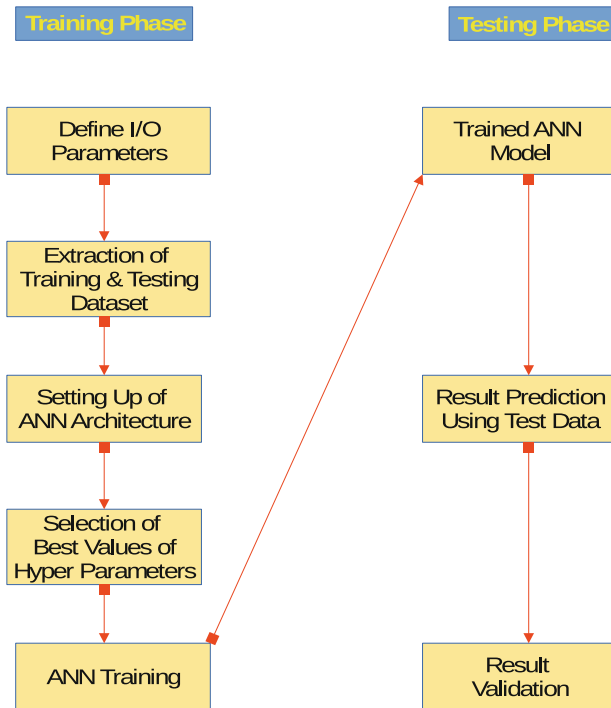 Training Phase
Testing Phase
Define I/O
Parameters
Extraction of
Training & Testing
Dataset
Setting Up of
ANN Architecture
Selection of
Best Values of
Hyper Parameters
ANN Training
Trained ANN
Model
Result Prediction
Using Test Data
Result
Validation